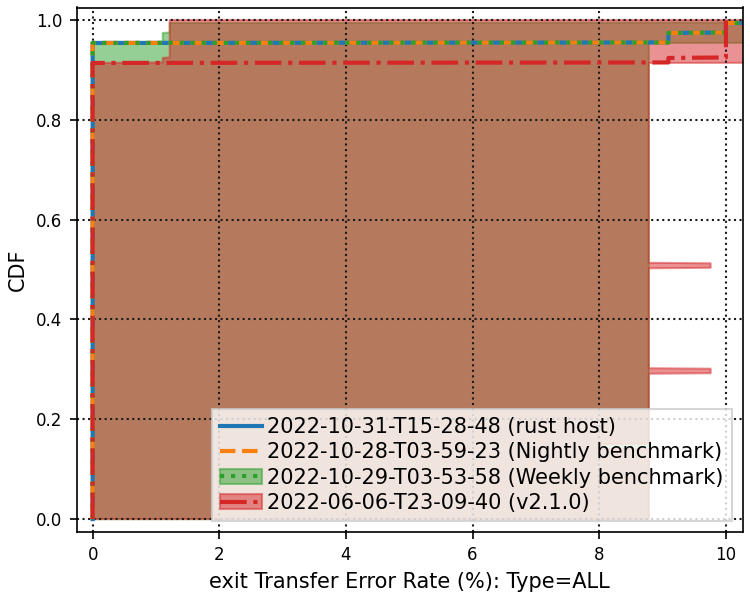 1.0
0.8
0.6
0.4
0.2
0.0
CDF
2022-10-31-T15-28-48 (rust host)
2022-10-28-T03-59-23 (Nightly benchmark)
2022-10-29-T03-53-58 (Weekly benchmark)
2022-06-06-T23-09-40 (v2.1.0)
0 2 4 6 8 10
exit Transfer Error Rate (%): Type=ALL